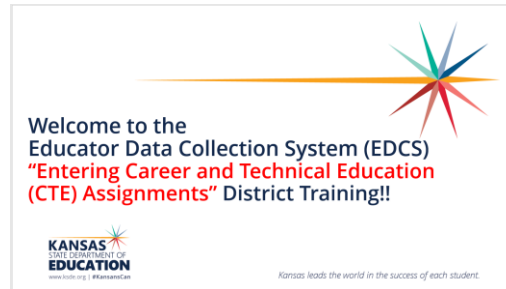 Welcome to the
Educator Data Collection System (EDCS)
“Entering Career and Technical Education
(CTE) Assignments” District Training!!
KANSAS
STATE DEPARTMENT OF
EDUCATION
www.ksde.org | #KansansCan
Kansas leads the world in the success of each student.